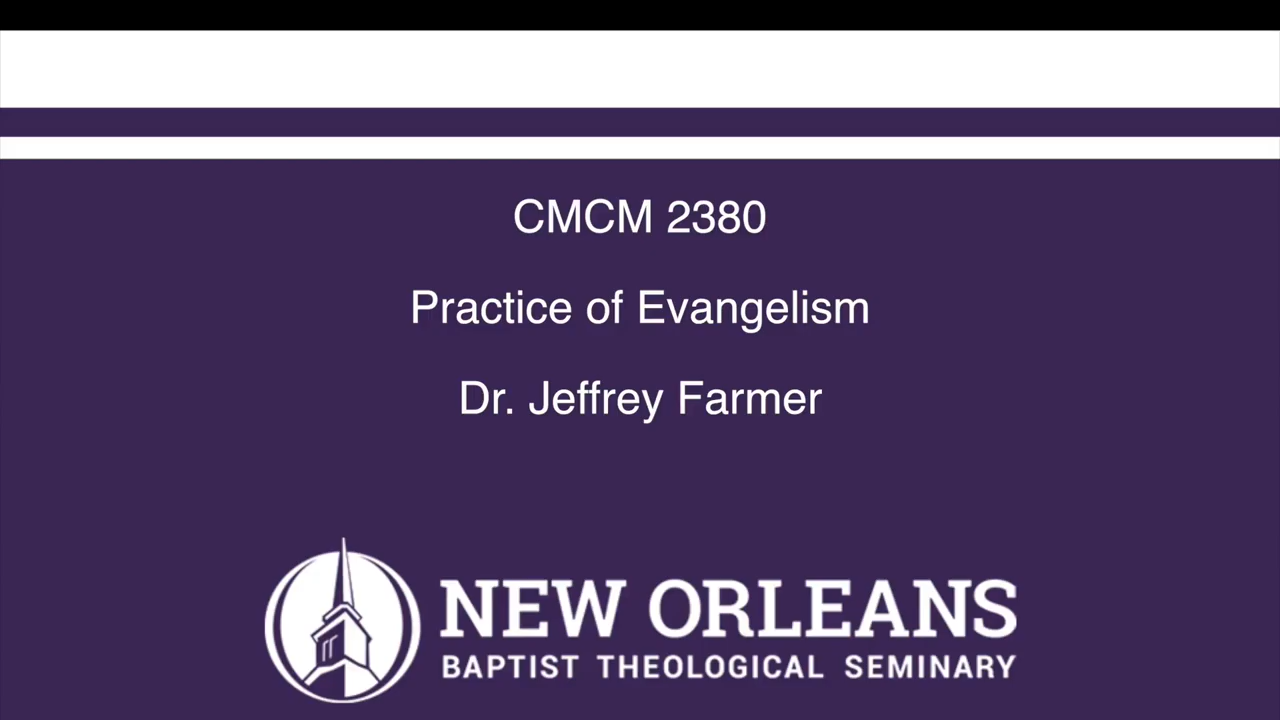 CMCM 2380
Practice of Evangelism
Dr. Jeffrey Farmer
NEW ORLEANS
BAPTIST THEOLOGICAL SEMINARY